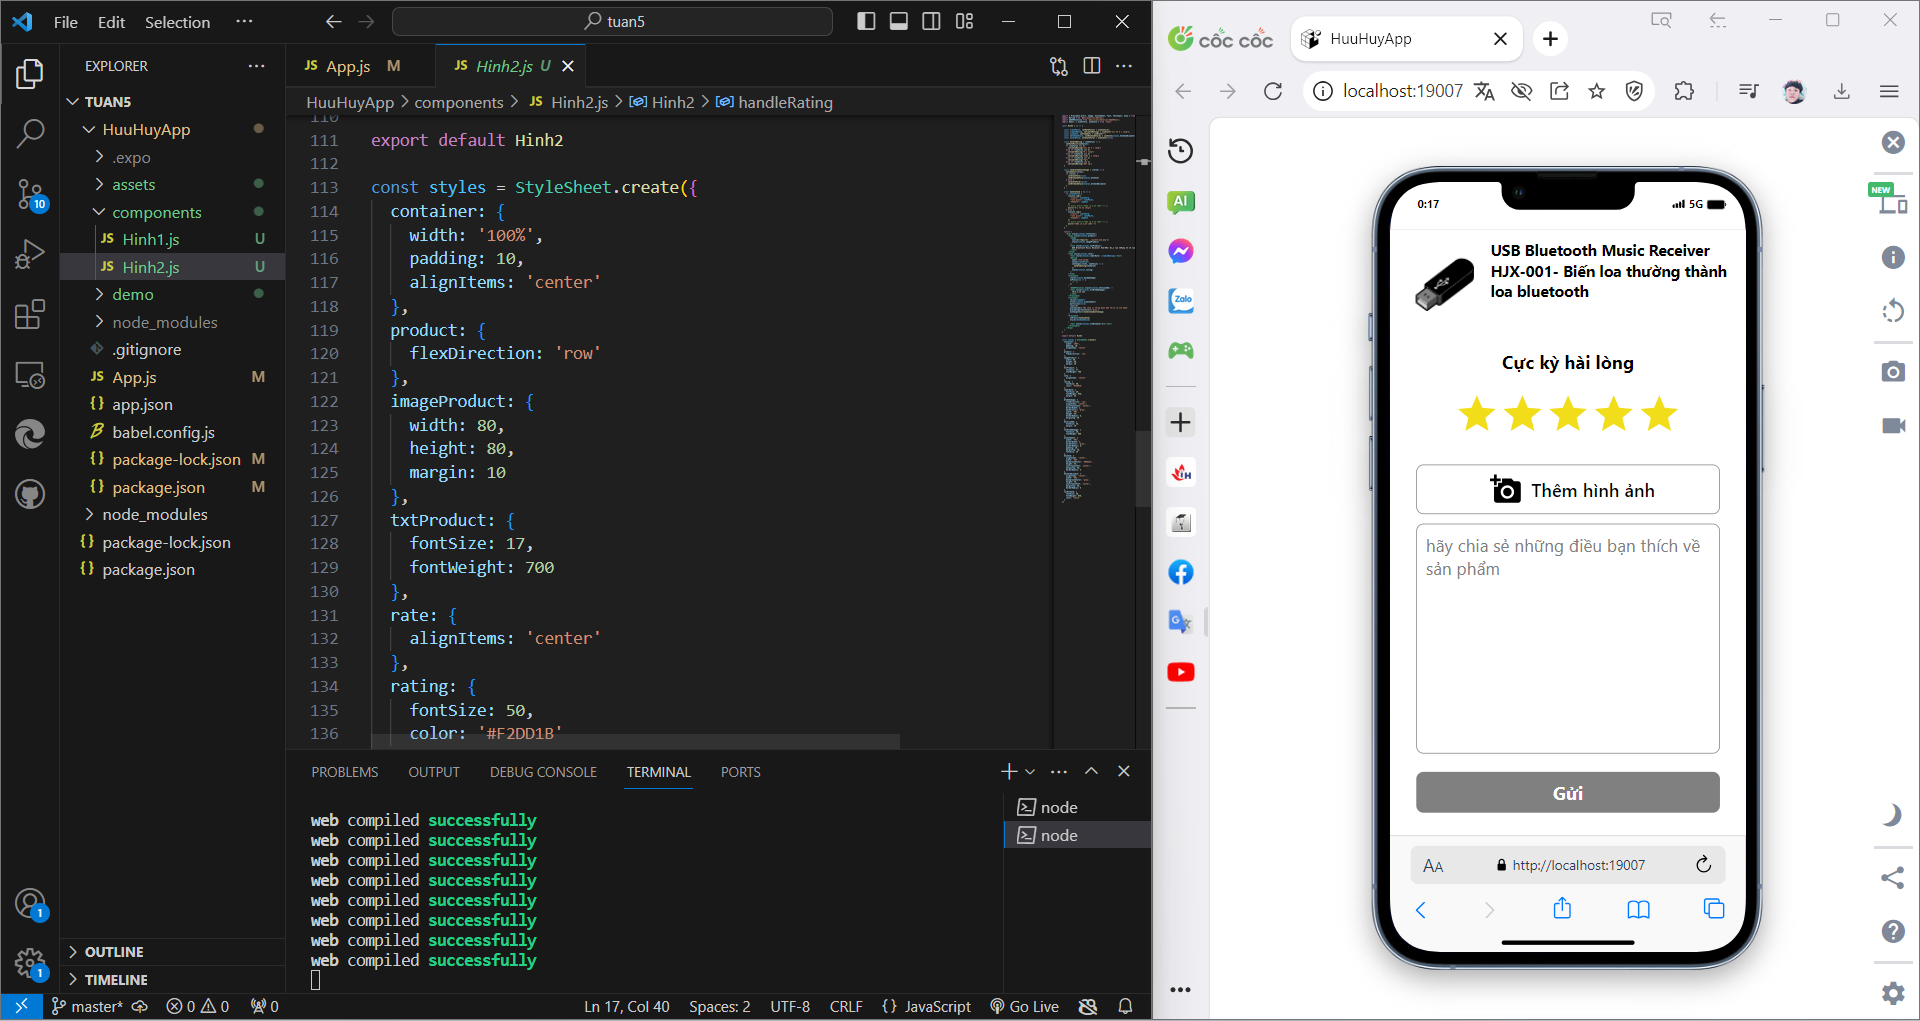 File Edit Selection ··· tuan5
EXPLORER ···
TUAN5
HuuHuyApp
.expo
assets
components
JS Hinh1.js U
JS Hinh2.js U
demo
node_modules
.gitignore
JS App.js M
{} app.json
babel.config.js
{} package-lock.json M
{} package.json M
node_modules
{} package-lock.json
{} package.json
OUTLINE
TIMELINE
10
1
1
JS App.js M JS Hinh2.js U
HuuHuyApp > components > JS Hinh2.js > Hinh2 > handleRating
110
111 export default Hinh2
112
113 const styles = StyleSheet.create({
114 container: {
115 width: '100%',
116 padding: 10,
117 alignItems: 'center'
118 },
119 product: {
120 flexDirection: 'row'
121 },
122 imageProduct: {
123 width: 80,
124 height: 80,
125 margin: 10
126 },
127 txtProduct: {
128 fontSize: 17,
129 fontWeight: 700
130 },
131 rate: {
132 alignItems: 'center'
133 },
134 rating: {
135 fontSize: 50,
136 color: '#F2DD1B'
PROBLEMS OUTPUT DEBUG CONSOLE TERMINAL PORTS
web compiled successfully
web compiled successfully
web compiled successfully
web compiled successfully
web compiled successfully
web compiled successfully
web compiled successfully
web compiled successfully
node
node
master* 0 0 0 Ln 17, Col 40 Spaces: 2 UTF-8 CRLF {} JavaScript Go Live
cốc cốc HuuHuyApp
localhost:19007
AI
Zalo
IH
NEW
0:17 5G
USB Bluetooth Music Receiver
HJX-001- Biến loa thường thành
loa bluetooth
Cực kỳ hài lòng
Thêm hình ảnh
hãy chia sẻ những điều bạn thích về
sản phẩm
Gửi
AA http://localhost:19007